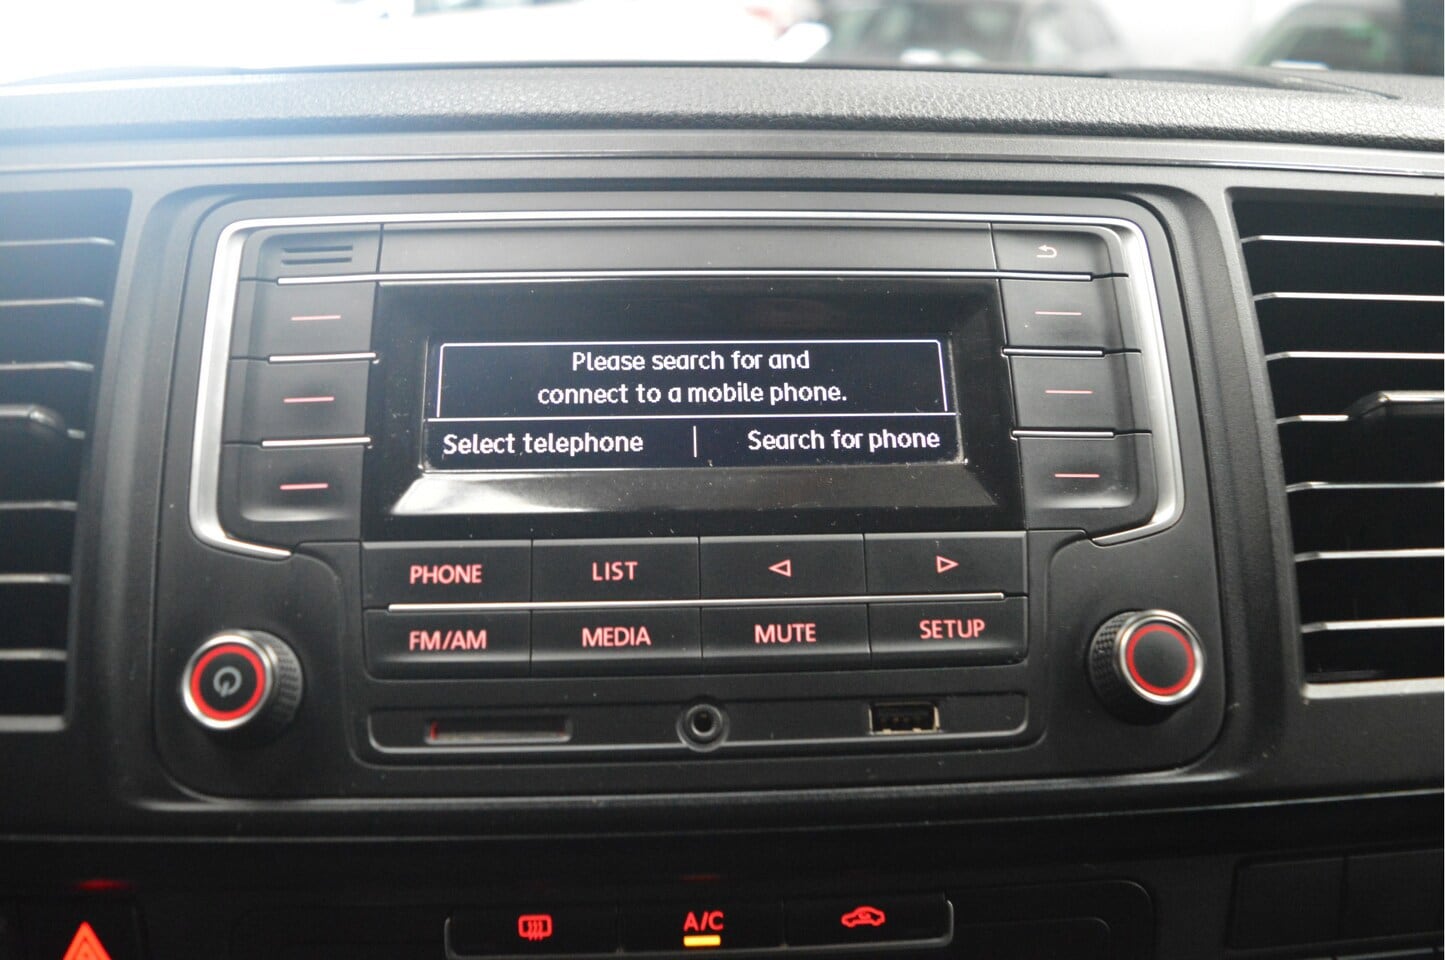 Please search for and
connect to a mobile phone.
Select telephone
Search for phone
PHONE
LIST
FM/AM
MEDIA
MUTE
SETUP
A/C